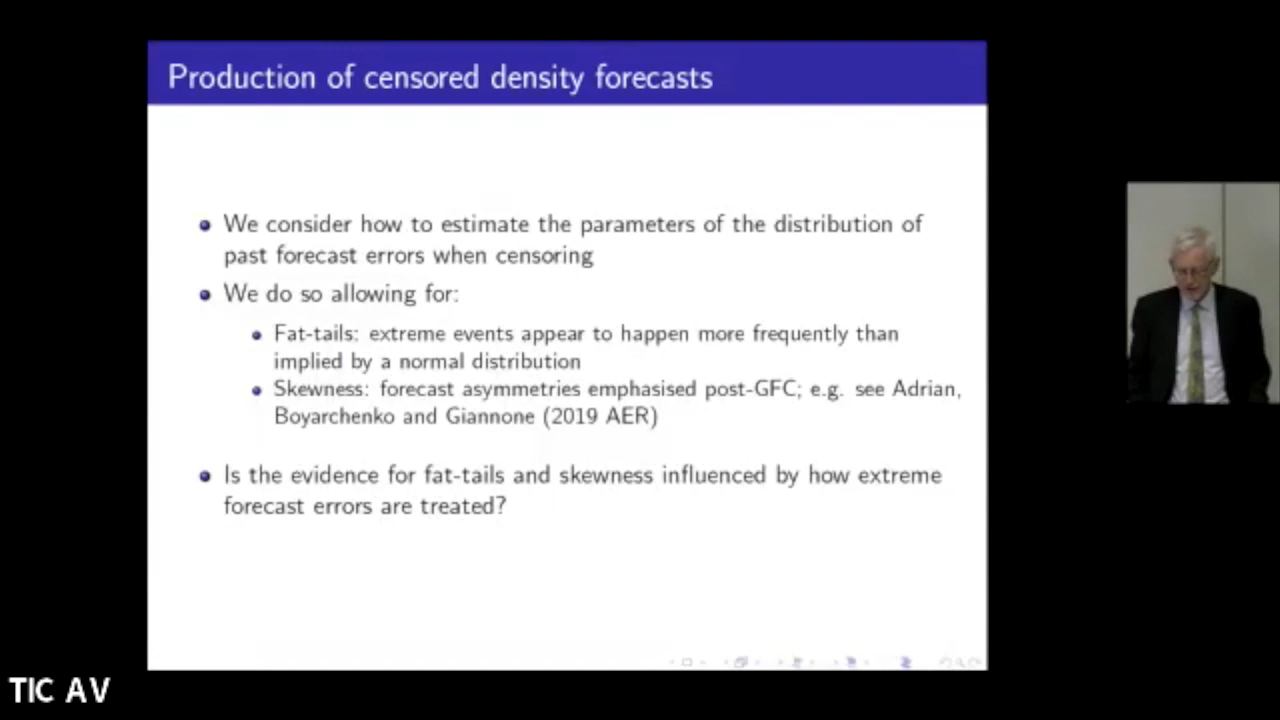 Production of censored density forecasts
We consider how to estimate the parameters of the distribution of
past forecast errors when censoring
We do so allowing for:
Fat-tails: extreme events appear to happen more frequently than
implied by a normal distribution
Skewness: forecast asymmetries emphasised post-GFC; e.g. see Adrian,
Boyarchenko and Giannone (2019 AER)
Is the evidence for fat-tails and skewness influenced by how extreme
forecast errors are treated?
TIC AV